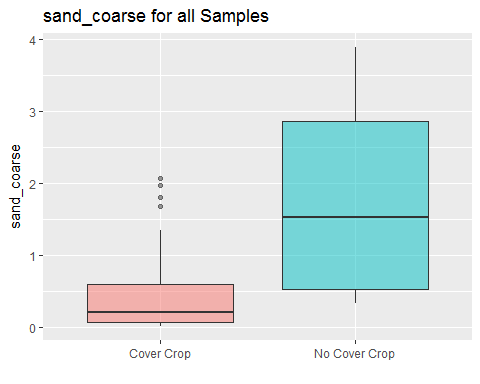 sand_coarse for all Samples
4
3
2
1
0
sand_coarse
Cover Crop
No Cover Crop